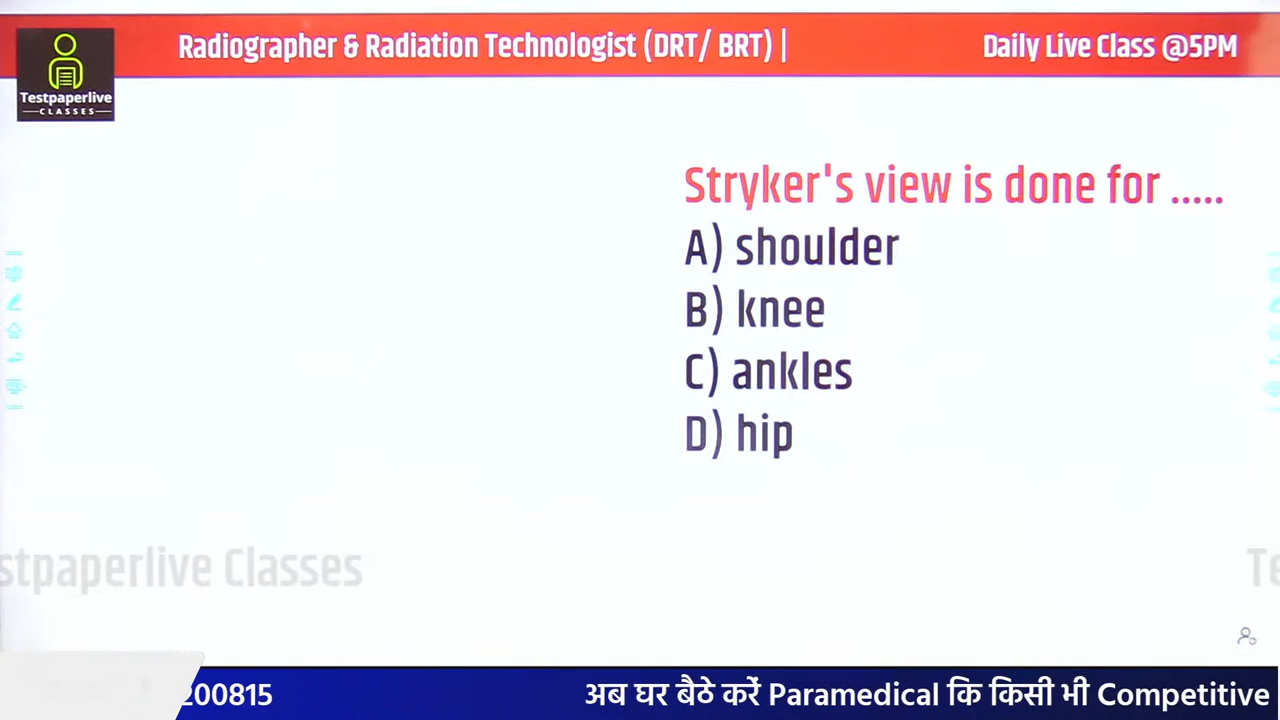 Radiographer & Radiation Technologist (DRT/ BRT) |
Daily Live Class @5PM
Testpaperlive
CLASSES
Stryker's view is done for .....
A) shoulder
B) knee
C) ankles
D) hip
stpaperlive Classes
Te
200815
अब घर बैठे करें Paramedical कि किसी भी Competitive